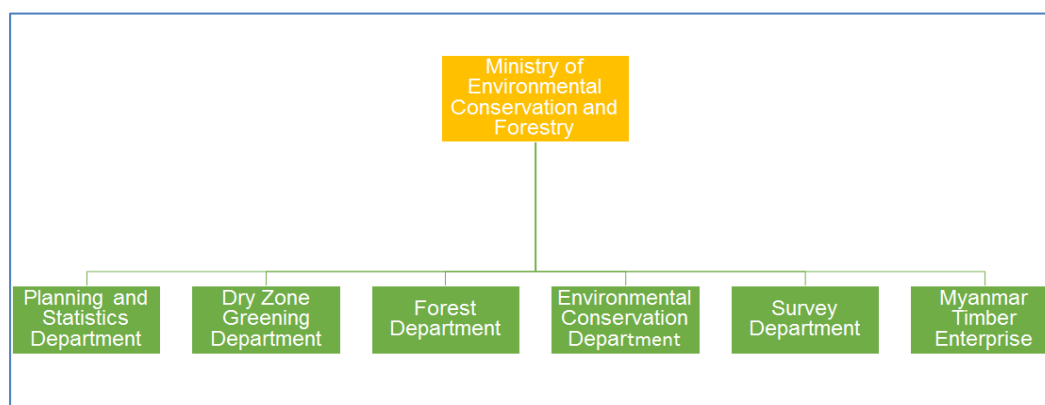 Ministry of
Environmental
Conservation and
Forestry
Planning and
Statistics
Department
Dry Zone
Greening
Department
Forest
Department
Environmental
Conservation
Department
Survey
Department
Myanmar
Timber
Enterprise